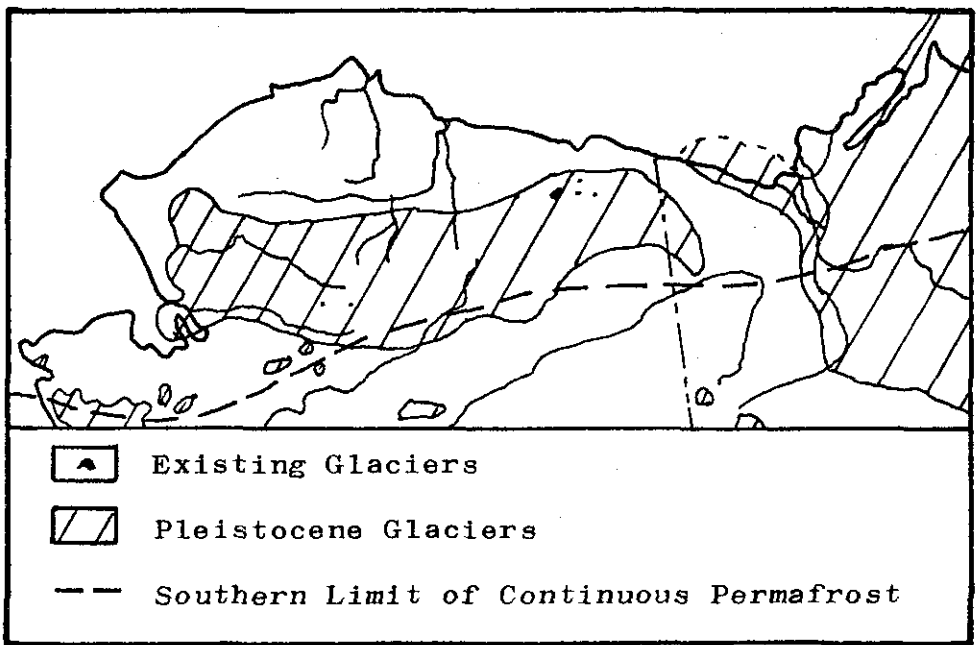 Existing Glaciers
Pleistocene Glaciers
Southern Limit of Continuous Permafrost